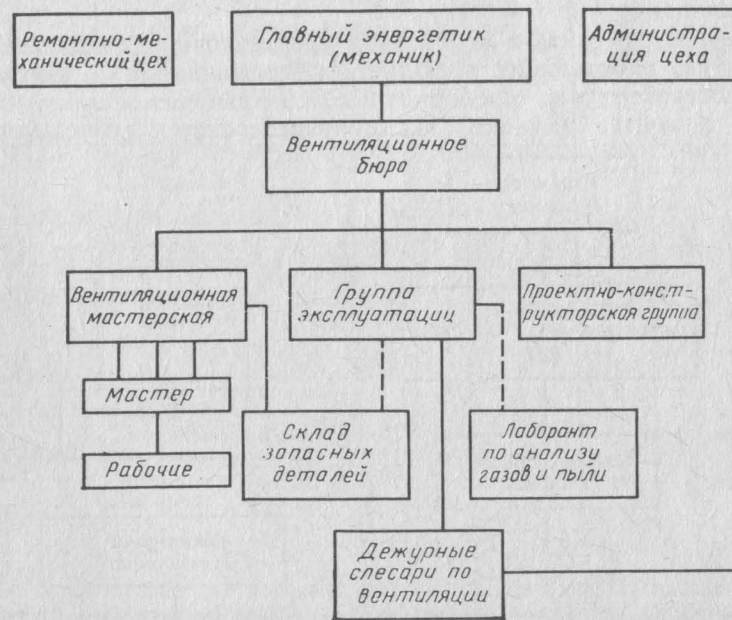 Ремонтно-ме-
ханический цех
Главный энергетик
(механик)
Администра-
ция цеха
Вентиляционное
бюро
Вентиляционная
мастерская
Группа
эксплуатации
Проектно-конст-
рукторская группа
Мастер
Рабочие
Склад
запасных
деталей
Лаборант
по анализи
газов и пыли
Дежурные
слесари по
вентиляции